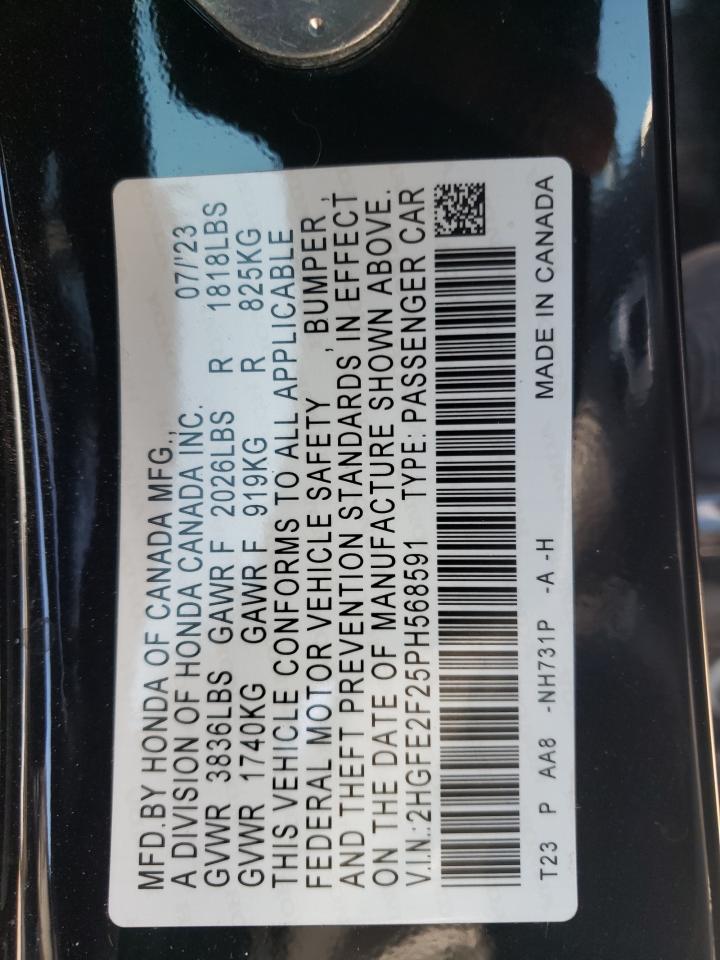 MFD.BY HONDA OF CANADA MFG.,
A DIVISION OF HONDA CANADA INC. 07/'23
GVWR 3836LBS GAWR F 2026LBS R 1818LBS
GVWR 1740KG GAWR F 919KG R 825KG
THIS VEHICLE CONFORMS TO ALL APPLICABLE
FEDERAL MOTOR VEHICLE SAFETY , BUMPER ,
AND THEFT PREVENTION STANDARDS IN EFFECT
ON THE DATE OF MANUFACTURE SHOWN ABOVE.
V.I.N.:2HGFE2F25PH568591 TYPE: PASSENGER CAR
T23 P AA8 -NH731P -A -H MADE IN CANADA